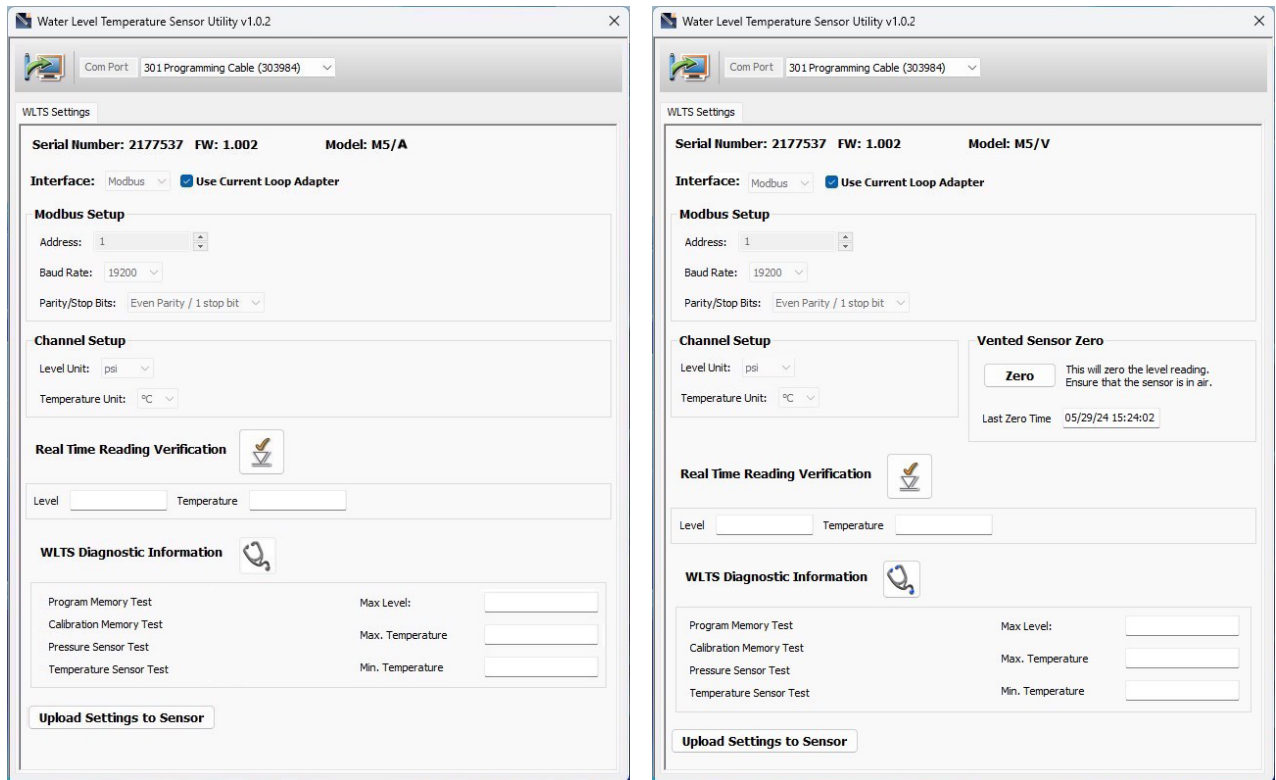 Water Level Temperature Sensor Utility v1.0.2
Com Port 301 Programming Cable (303984)
WLTS Settings
Serial Number: 2177537 FW: 1.002 Model: M5/A
Interface: Modbus Use Current Loop Adapter
Modbus Setup
Address: 1
Baud Rate: 19200
Parity/Stop Bits: Even Parity / 1 stop bit
Channel Setup
Level Unit: psi
Temperature Unit: °C
Real Time Reading Verification
Level Temperature
WLTS Diagnostic Information
Program Memory Test Max Level:
Calibration Memory Test
Max. Temperature
Pressure Sensor Test
Temperature Sensor Test Min. Temperature
Upload Settings to Sensor
Water Level Temperature Sensor Utility v1.0.2
Com Port 301 Programming Cable (303984)
WLTS Settings
Serial Number: 2177537 FW: 1.002 Model: M5/V
Interface: Modbus Use Current Loop Adapter
Modbus Setup
Address: 1
Baud Rate: 19200
Parity/Stop Bits: Even Parity / 1 stop bit
Channel Setup
Level Unit: psi
Temperature Unit: °C
Vented Sensor Zero
Zero
This will zero the level reading.
Ensure that the sensor is in air.
Last Zero Time 05/29/24 15:24:02
Real Time Reading Verification
Level Temperature
WLTS Diagnostic Information
Program Memory Test Max Level:
Calibration Memory Test
Max. Temperature
Pressure Sensor Test
Temperature Sensor Test Min. Temperature
Upload Settings to Sensor